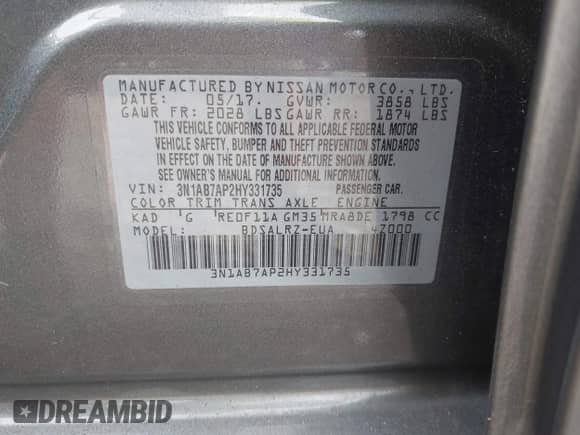 MANUFACTURED BY NISSAN MOTOR CO., LTD.
DATE: 05/17. GVWR: 3858 LBS
GAWR FR: 2028 LBS GAWR RR: 1874 LBS
THIS VEHICLE CONFORMS TO ALL APPLICABLE FEDERAL MOTOR
VEHICLE SAFETY, BUMPER AND THEFT PREVENTION STANDARDS
IN EFFECT ON THE DATE OF MANUFACTURE SHOWN ABOVE.
SEE OWNER'S MANUAL FOR ADDITIONAL INFORMATION.
VIN: 3N1AB7AP2HY331735 PASSENGER CAR.
COLOR TRIM TRANS AXLE ENGINE
KAD G RE0F11A GM35 MRA8DE 1798 CC
MODEL: BDSALRZ-EUA -4Z000
3N1AB7AP2HY331735
DREAMBID